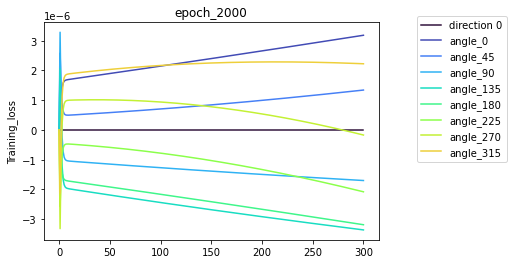 epoch_2000
1e−6
3
2
1
0
−1
−2
−3
Training_loss
0
50
100
150
200
250
300
direction 0
angle_0
angle_45
angle_90
angle_135
angle_180
angle_225
angle_270
angle_315